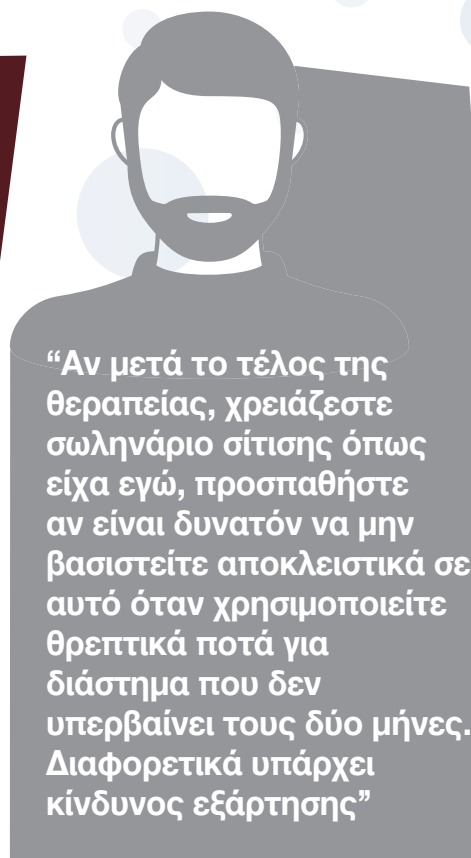 “Αν μετά το τέλος της
θεραπείας, χρειάζεστε
σωληνάριο σίτισης όπως
είχα εγώ, προσπαθήστε
αν είναι δυνατόν να μην
βασιστείτε αποκλειστικά σε
αυτό όταν χρησιμοποιείτε
θρεπτικά ποτά για
διάστημα που δεν
υπερβαίνει τους δύο μήνες.
Διαφορετικά υπάρχει
κίνδυνος εξάρτησης”